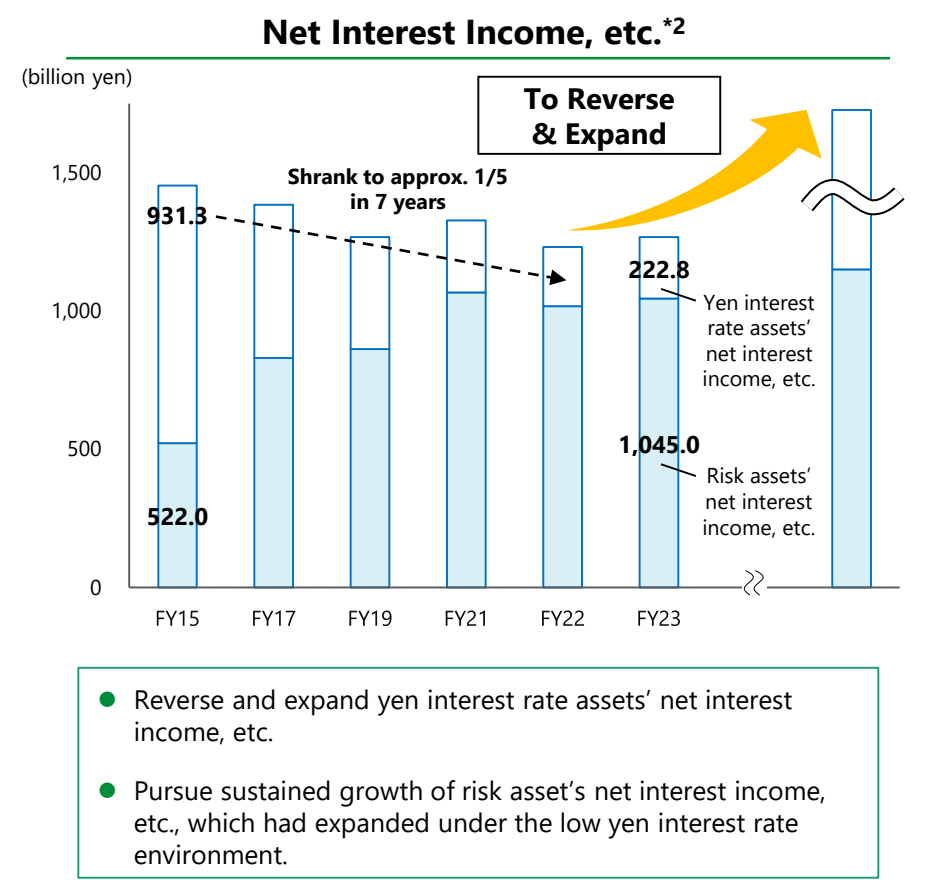 Net Interest Income, etc.*2
(billion yen)
To Reverse
& Expand
1,500
Shrank to approx. 1/5
in 7 years
931.3
222.8
Yen interest
rate assets’
net interest
income, etc.
1,000
500
1,045.0
Risk assets’
net interest
income, etc.
522.0
0
FY15 FY17 FY19 FY21 FY22 FY23
● Reverse and expand yen interest rate assets’ net interest
income, etc.
● Pursue sustained growth of risk asset’s net interest income,
etc., which had expanded under the low yen interest rate
environment.